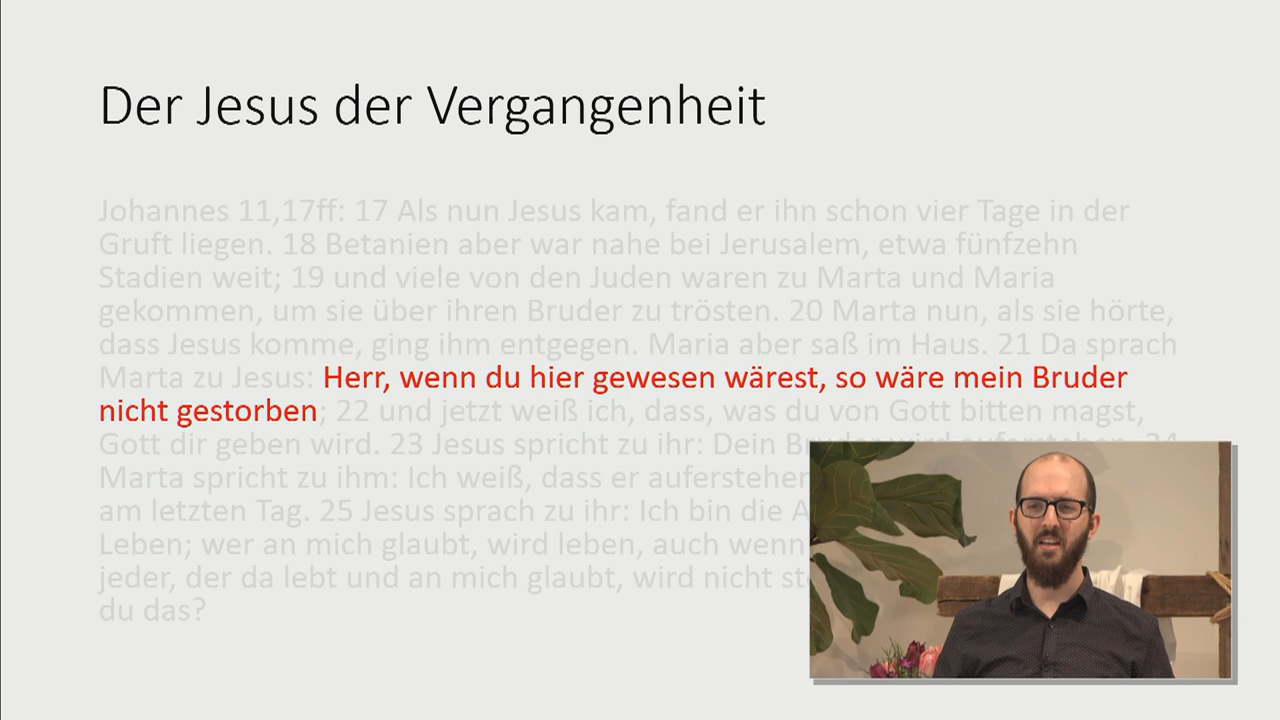 Der Jesus der Vergangenheit
Johannes 11,17ff: 17 Als nun Jesus kam, fand er ihn schon vier Tage in der
Gruft liegen. 18 Betanien aber war nahe bei Jerusalem, etwa fünfzehn
Stadien weit; 19 und viele von den Juden waren zu Marta und Maria
gekommen, um sie über ihren Bruder zu trösten. 20 Marta nun, als sie hörte,
dass Jesus komme, ging ihm entgegen. Maria aber saß im Haus. 21 Da sprach
Marta zu Jesus: Herr, wenn du hier gewesen wärest, so wäre mein Bruder
nicht gestorben; 22 und jetzt weiß ich, dass, was du von Gott bitten magst,
Gott dir geben wird. 23 Jesus spricht zu ihr: Dein Bruder wird auferstehen. 24
Marta spricht zu ihm: Ich weiß, dass er
am letzten Tag. 25 Jesus sprach zu ihr: Ich bin die
Leben; wer an mich glaubt, wird leben, auch wenn
jeder, der da lebt und an mich glaubt, wird nicht
du das?